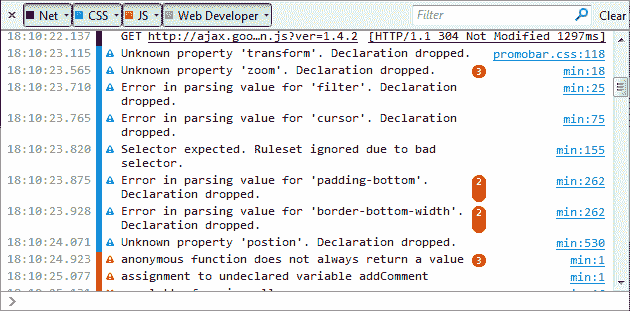 Net CSS JS Web Developer Filter Clear
18:10:22.137 GET http://ajax.goo…n.js?ver=1.4.2 [HTTP/1.1 304 Not Modified 1297ms]
18:10:23.115 Unknown property 'transform'. Declaration dropped. promobar.css:118
18:10:23.565 Unknown property 'zoom'. Declaration dropped. 3 min:18
18:10:23.710 Error in parsing value for 'filter'. Declaration min:25
dropped.
18:10:23.765 Error in parsing value for 'cursor'. Declaration min:75
dropped.
18:10:23.820 Selector expected. Ruleset ignored due to bad min:155
selector.
18:10:23.875 Error in parsing value for 'padding-bottom'. 2 min:262
Declaration dropped.
18:10:23.928 Error in parsing value for 'border-bottom-width'. 2 min:262
Declaration dropped.
18:10:24.071 Unknown property 'postion'. Declaration dropped. min:530
18:10:24.923 anonymous function does not always return a value 3 min:1
18:10:25.077 assignment to undeclared variable addComment min:1